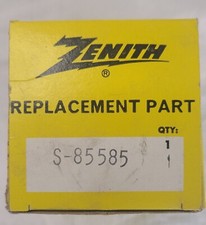 ZENITH
®
REPLACEMENT PART
QTY:
1
S-85585 1